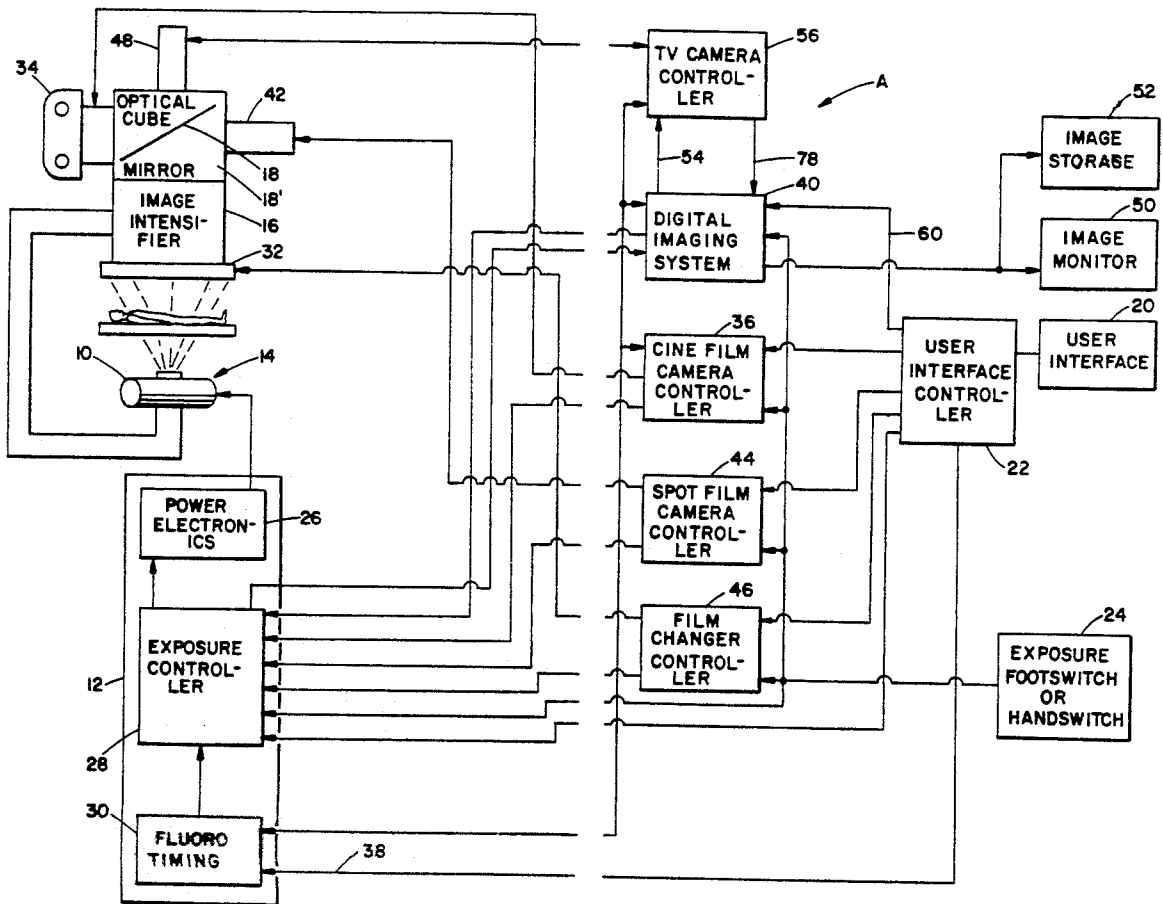 48
34
OPTICAL
CUBE
42
18
MIRROR
18'
IMAGE
INTENSI-
FIER
16
32
10
14
POWER
ELECTRON-
ICS
26
EXPOSURE
CONTROL-
LER
12
28
30
FLUORO
TIMING
38
56
TV CAMERA
CONTROL-
LER
A
54
78
40
DIGITAL
IMAGING
SYSTEM
60
52
IMAGE
STORASE
50
IMAGE
MONITOR
20
USER
INTERFACE
36
CINE FILM
CAMERA
CONTROL-
LER
USER
INTERFACE
CONTROL-
LER
22
44
SPOT FILM
CAMERA
CONTROL-
LER
46
FILM
CHANGER
CONTROL-
LER
24
EXPOSURE
FOOTSWITCH
OR
HANDSWITCH